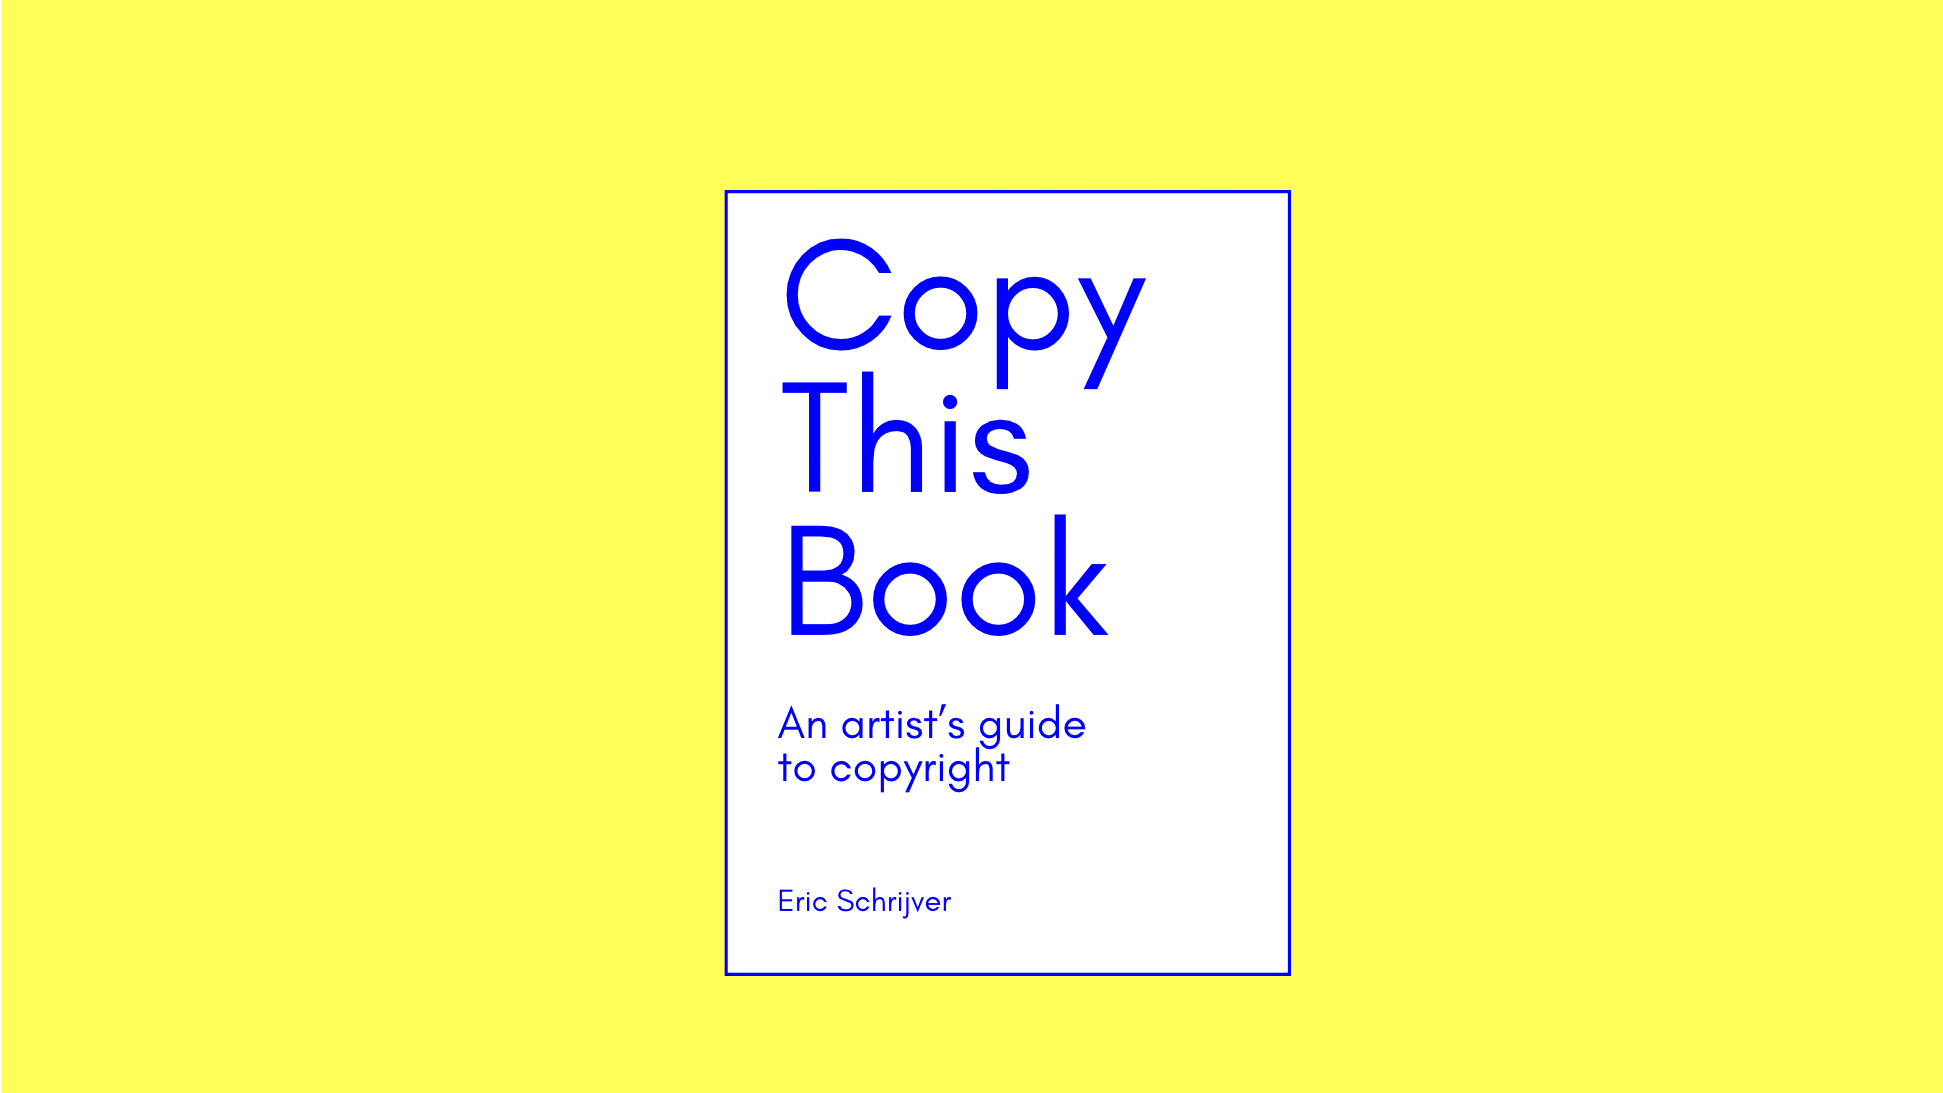 Copy
This
Book
An artist’s guide
to copyright
Eric Schrijver